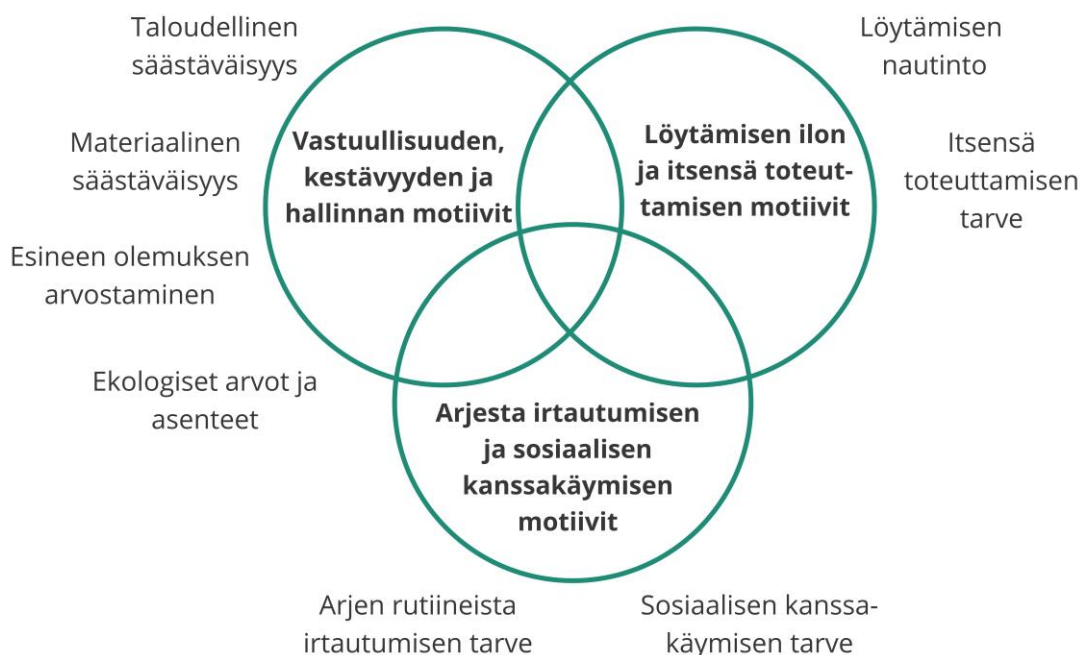 Taloudellinen
säästäväisyys
Materiaalinen
säästäväisyys
Esineen olemuksen
arvostaminen
Ekologiset arvot ja
asenteet
Vastuullisuuden,
kestävyyden ja
hallinnan motiivit
Löytämisen ilon
ja itsensä toteut-
tamisen motiivit
Löytämisen
nautinto
Itsensä
toteuttamisen
tarve
Arjesta irtautumisen
ja sosiaalisen
kanssakäymisen
motiivit
Arjen rutiineista
irtautumisen tarve
Sosiaalisen kanssa-
käymisen tarve